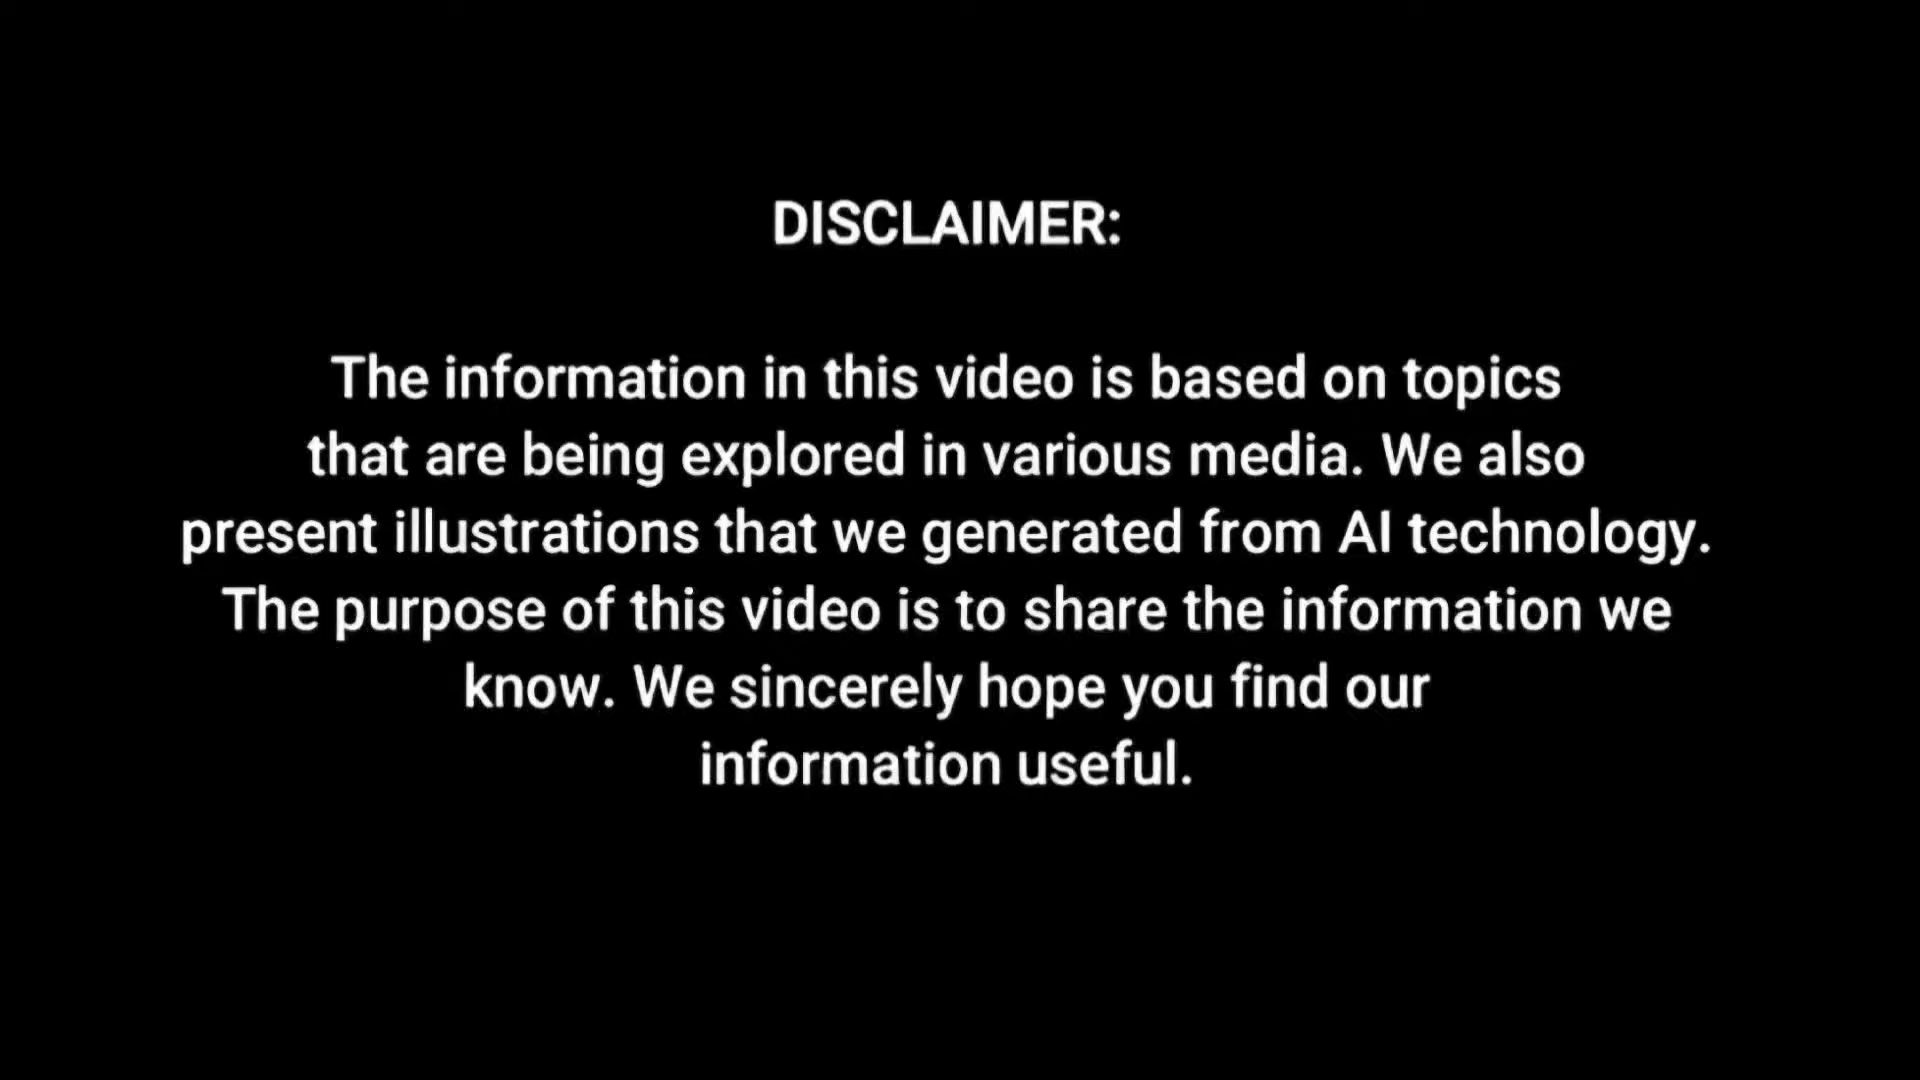 DISCLAIMER:
The information in this video is based on topics
that are being explored in various media. We also
present illustrations that we generated from AI technology.
The purpose of this video is to share the information we
know. We sincerely hope you find our
information useful.